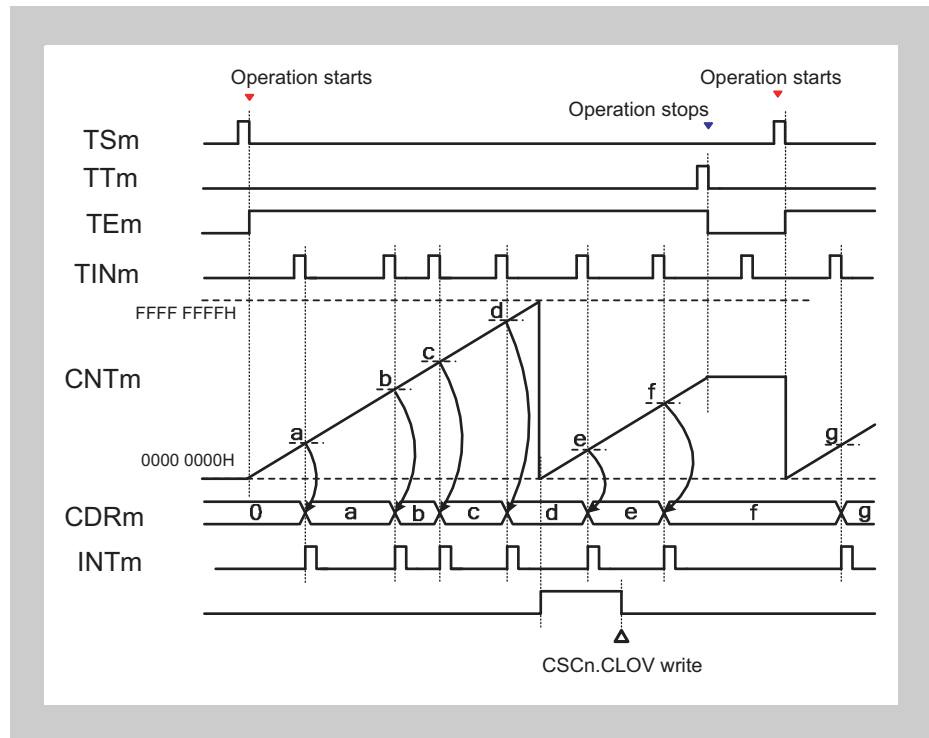 Operation starts
Operation starts
Operation stops
TSm
TTm
TEm
TINm
FFFF FFFFH
d
c
CNTm
b
f
a
e
g
0000 0000H
CDRm
0 a b c d e f g
INTm
CSCn.CLOV write